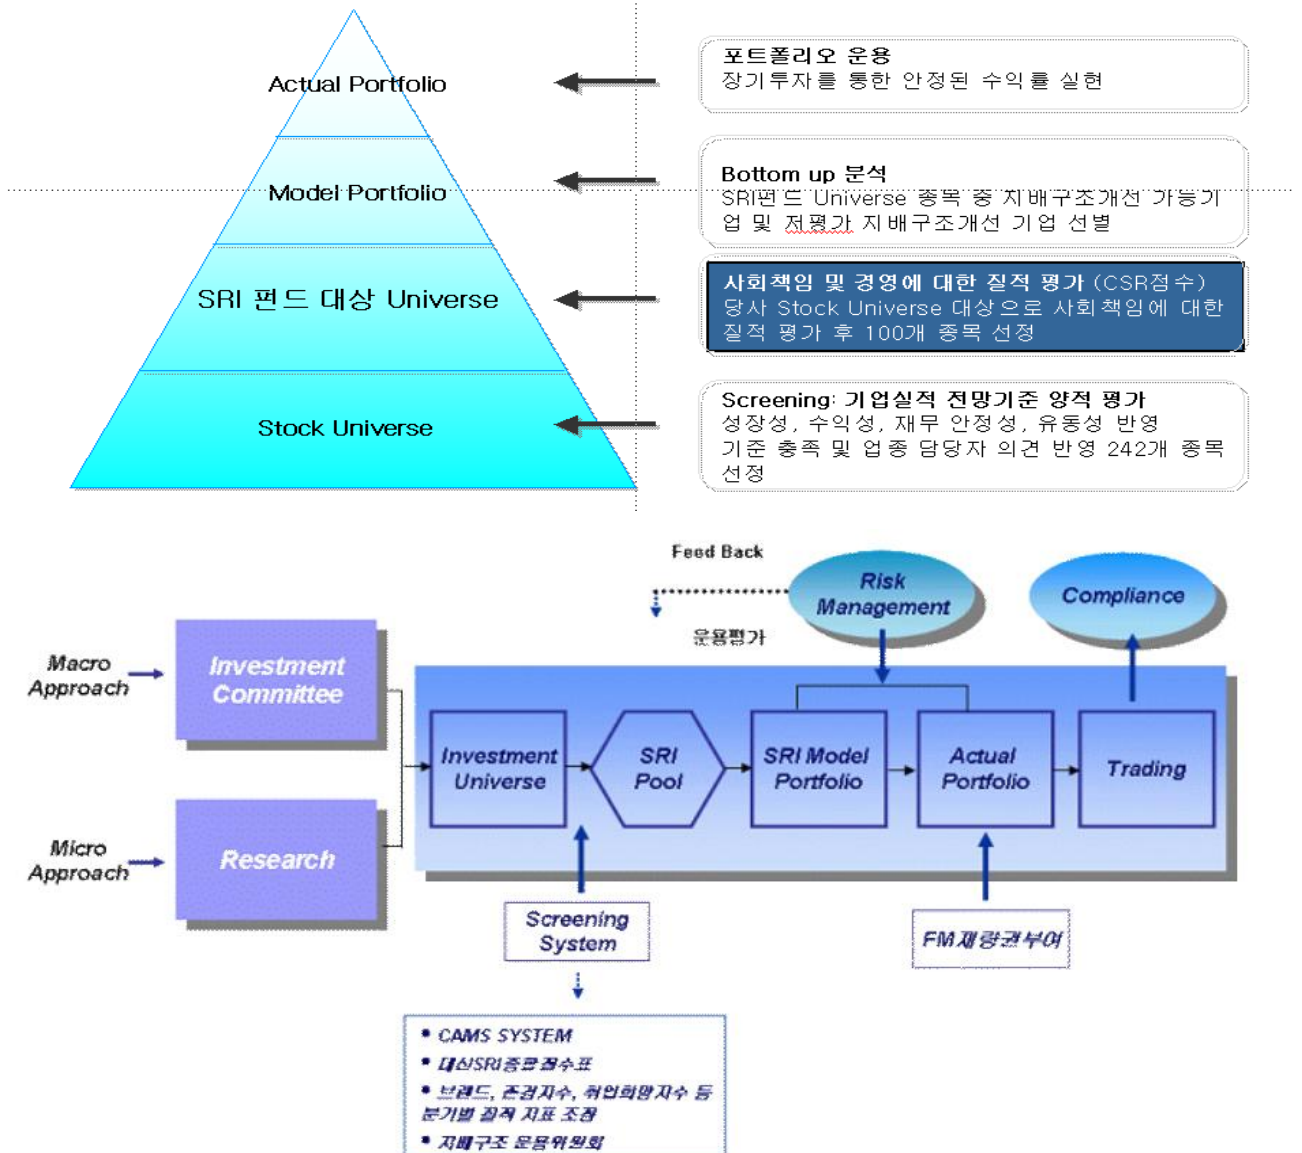 Actual Portfolio
포트폴리오 운용
장기투자를 통한 안정된 수익률 실현
Model Portfolio
Bottom up 분석
SRI펀드 Universe 종목 중 지배구조개선 가능기
업 및 저평가 지배구조개선 기업 선별
SRI 펀드 대상 Universe
사회책임 및 경영에 대한 질적 평가 (CSR점수)
당사 Stock Universe 대상으로 사회책임에 대한
질적 평가 후 100개 종목 선정
Stock Universe
Screening: 기업실적 전망기준 양적 평가
성장성, 수익성, 재무 안정성, 유동성 반영
기준 충족 및 업종 담당자 의견 반영 242개 종목
선정
Feed Back
운용평가
Risk
Management
Compliance
Macro
Approach
Investment
Committee
Micro
Approach
Research
Investment
Universe
SRI
Pool
SRI Model
Portfolio
Actual
Portfolio
Trading
Screening
System
FM재량권부여
• CAMS SYSTEM
• 대신SRI종목점수표
• 브랜드, 존경지수, 취업희망지수 등
분기별 질적 지표 조정
• 지배구조 운용위원회